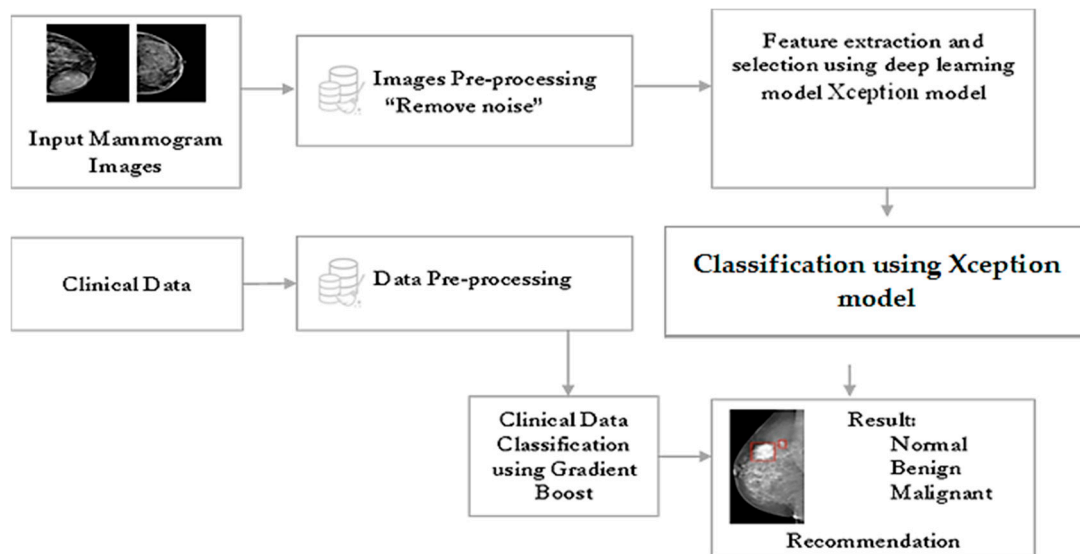 Input Mammogram
Images
Images Pre-processing
“Remove noise”
Feature extraction and
selection using deep learning
model Xception model
Classification using Xception
model
Clinical Data
Data Pre-processing
Clinical Data
Classification
using Gradient
Boost
Result:
Normal
Benign
Malignant
Recommendation